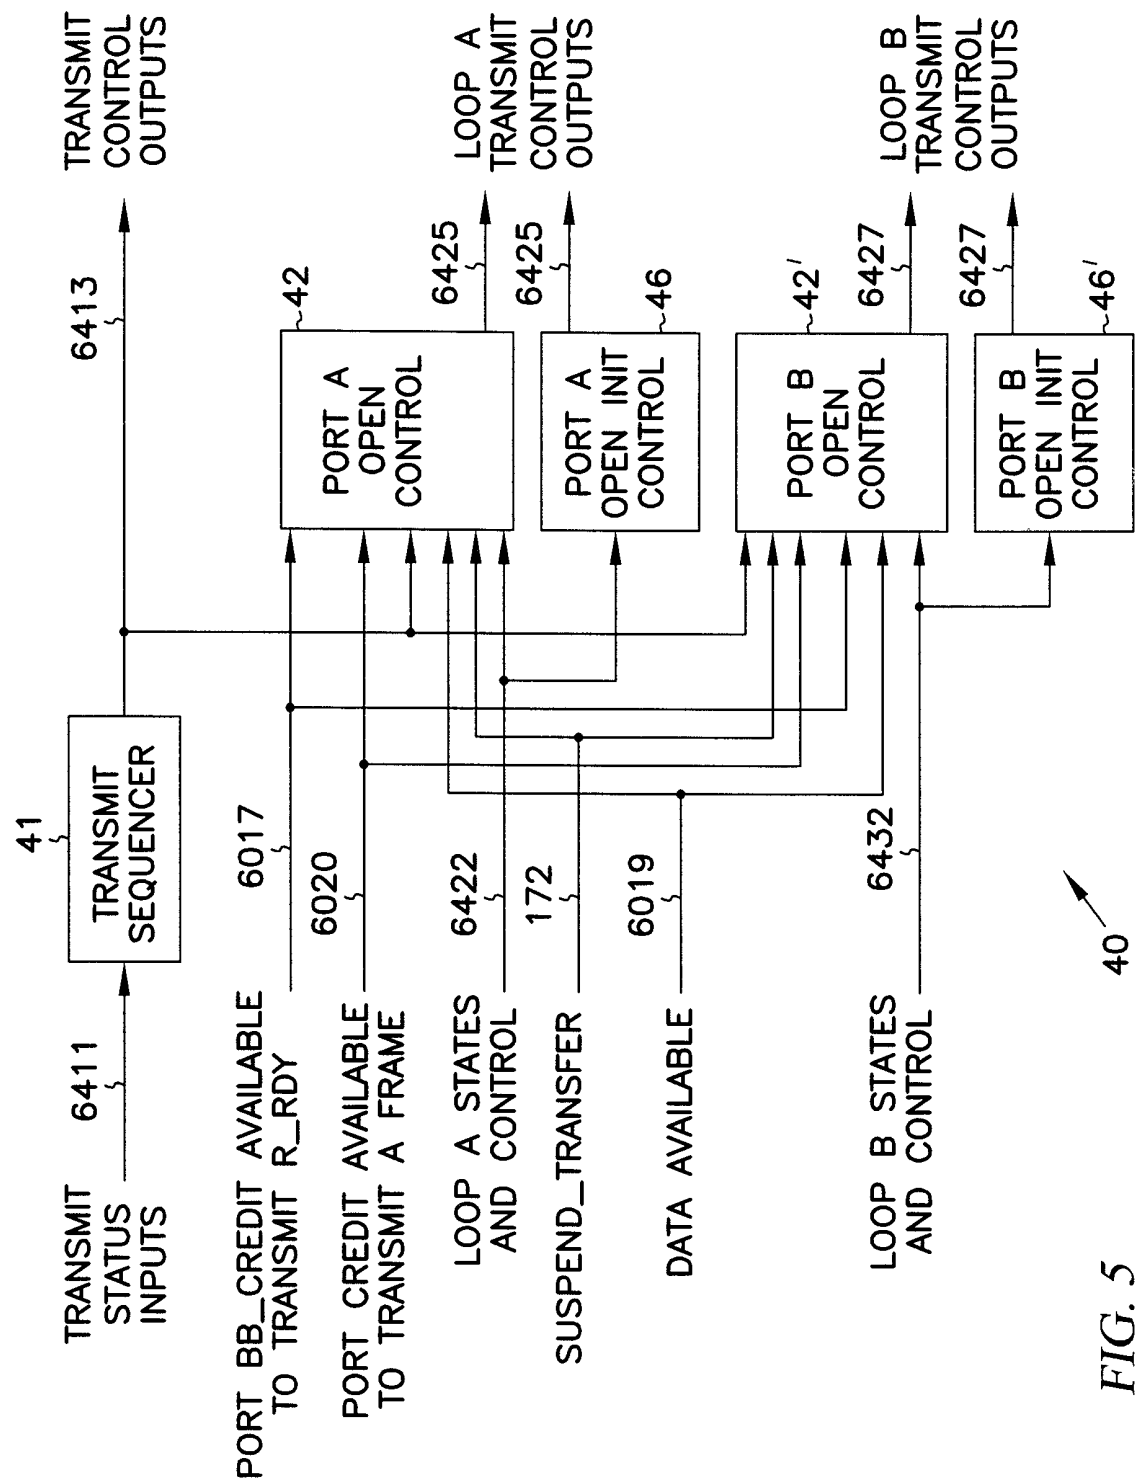 TRANSMIT
STATUS
INPUTS
6411
41
TRANSMIT
SEQUENCER
6413
TRANSMIT
CONTROL
OUTPUTS
PORT BB_CREDIT AVAILABLE
TO TRANSMIT R_RDY
6017
PORT CREDIT AVAILABLE
TO TRANSMIT A FRAME
6020
LOOP A STATES
AND CONTROL
6422
SUSPEND_TRANSFER
172
DATA AVAILABLE
6019
LOOP B STATES
AND CONTROL
6432
PORT A
OPEN
CONTROL
42
6425
LOOP A
TRANSMIT
CONTROL
OUTPUTS
PORT A
OPEN INIT
CONTROL
46
6425
PORT B
OPEN
CONTROL
42'
6427
LOOP B
TRANSMIT
CONTROL
OUTPUTS
PORT B
OPEN INIT
CONTROL
46'
6427
40
FIG. 5